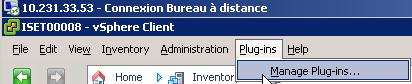 10.231.33.53 - Connexion Bureau à distance
ISET00008 - vSphere Client
File Edit View Inventory Administration Plug-ins Help
Manage Plug-ins...
Home Inventor